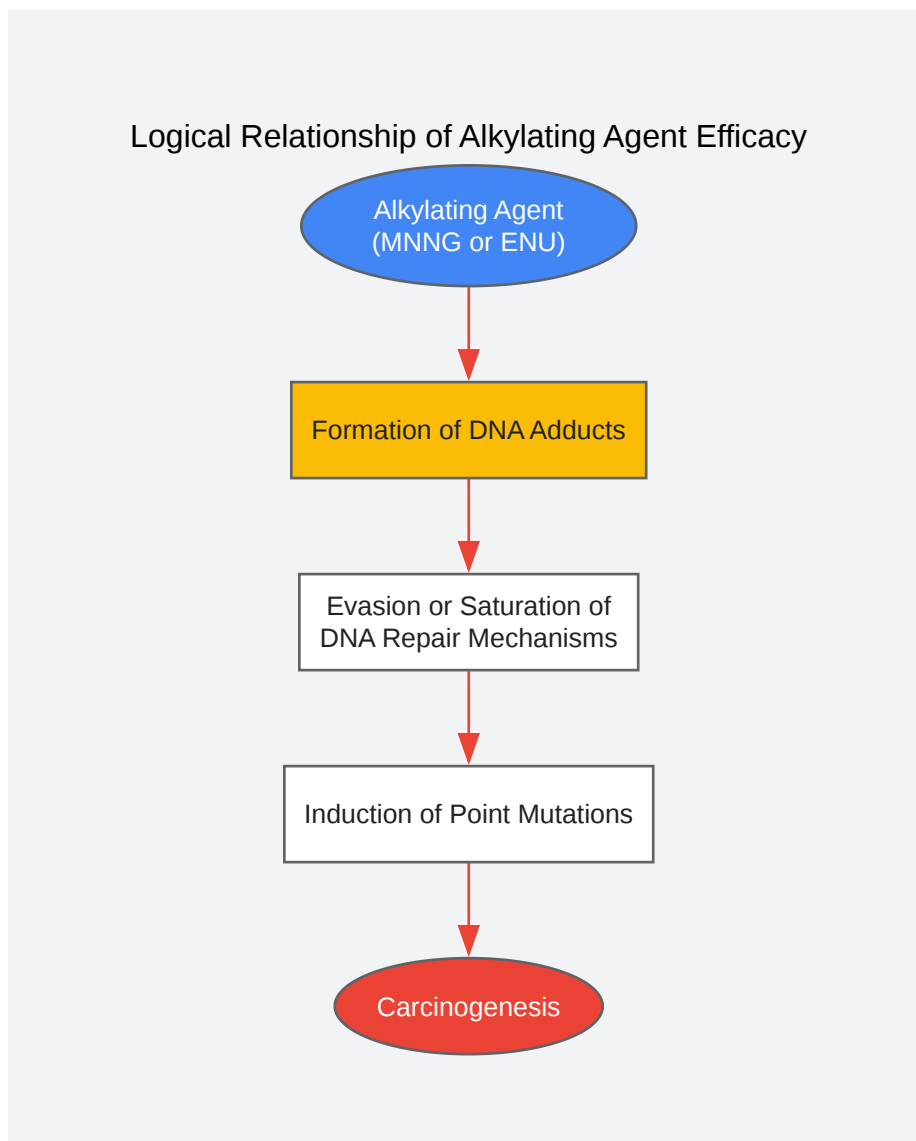 Logical Relationship of Alkylating Agent Efficacy
Alkylating Agent
(MNNG or ENU)
Formation of DNA Adducts
Evasion or Saturation of
DNA Repair Mechanisms
Induction of Point Mutations
Carcinogenesis